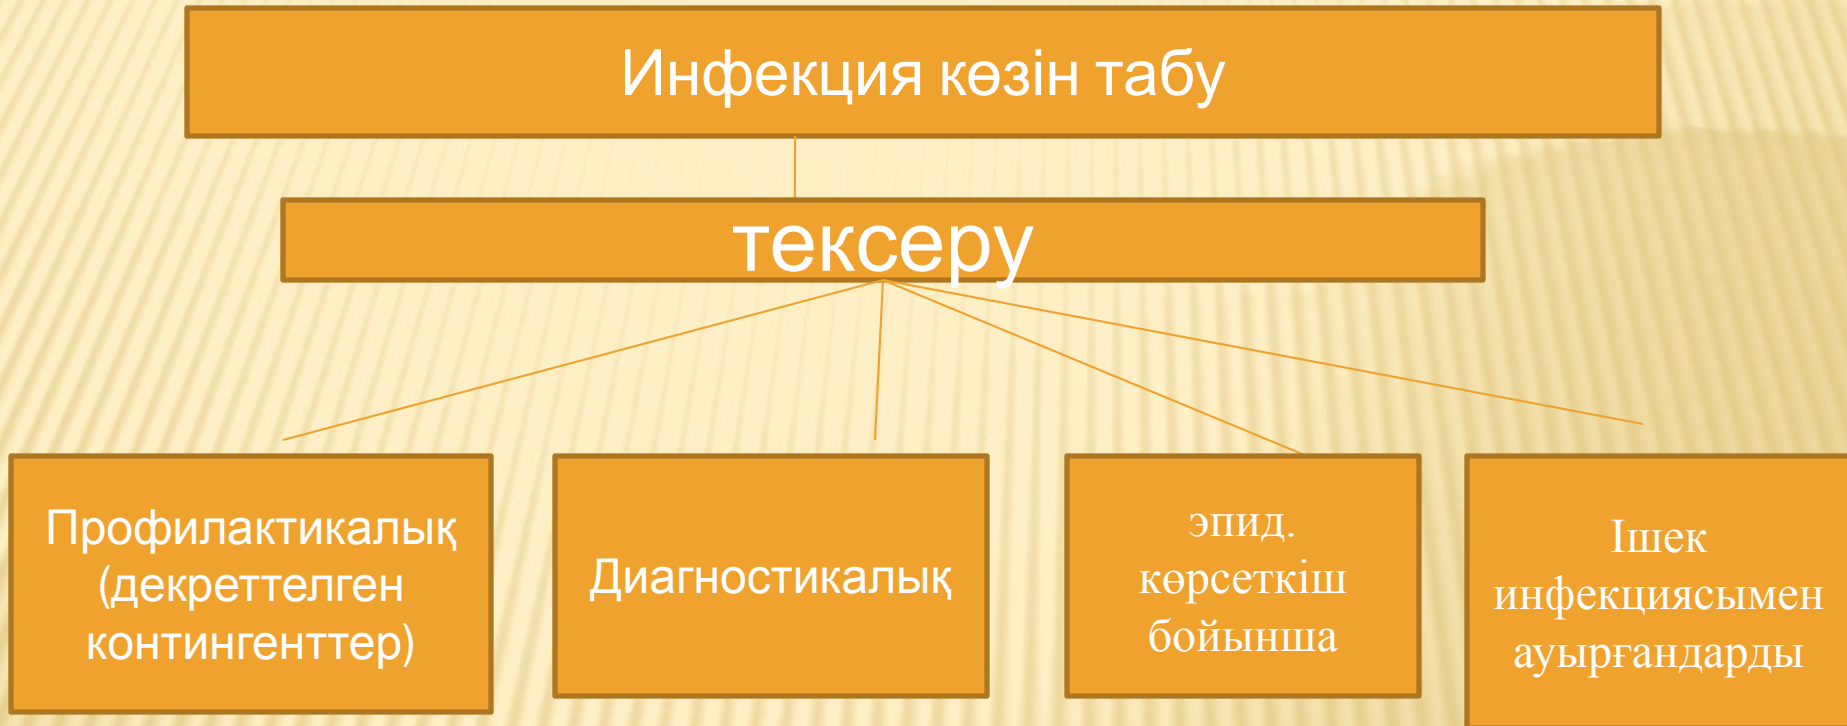 Инфекция көзін табу
тексеру
Профилактикалық
(декреттелген
контингенттер)
Диагностикалық
эпид.
көрсеткіш
бойынша
Ішек
инфекциясымен
ауырғандарды